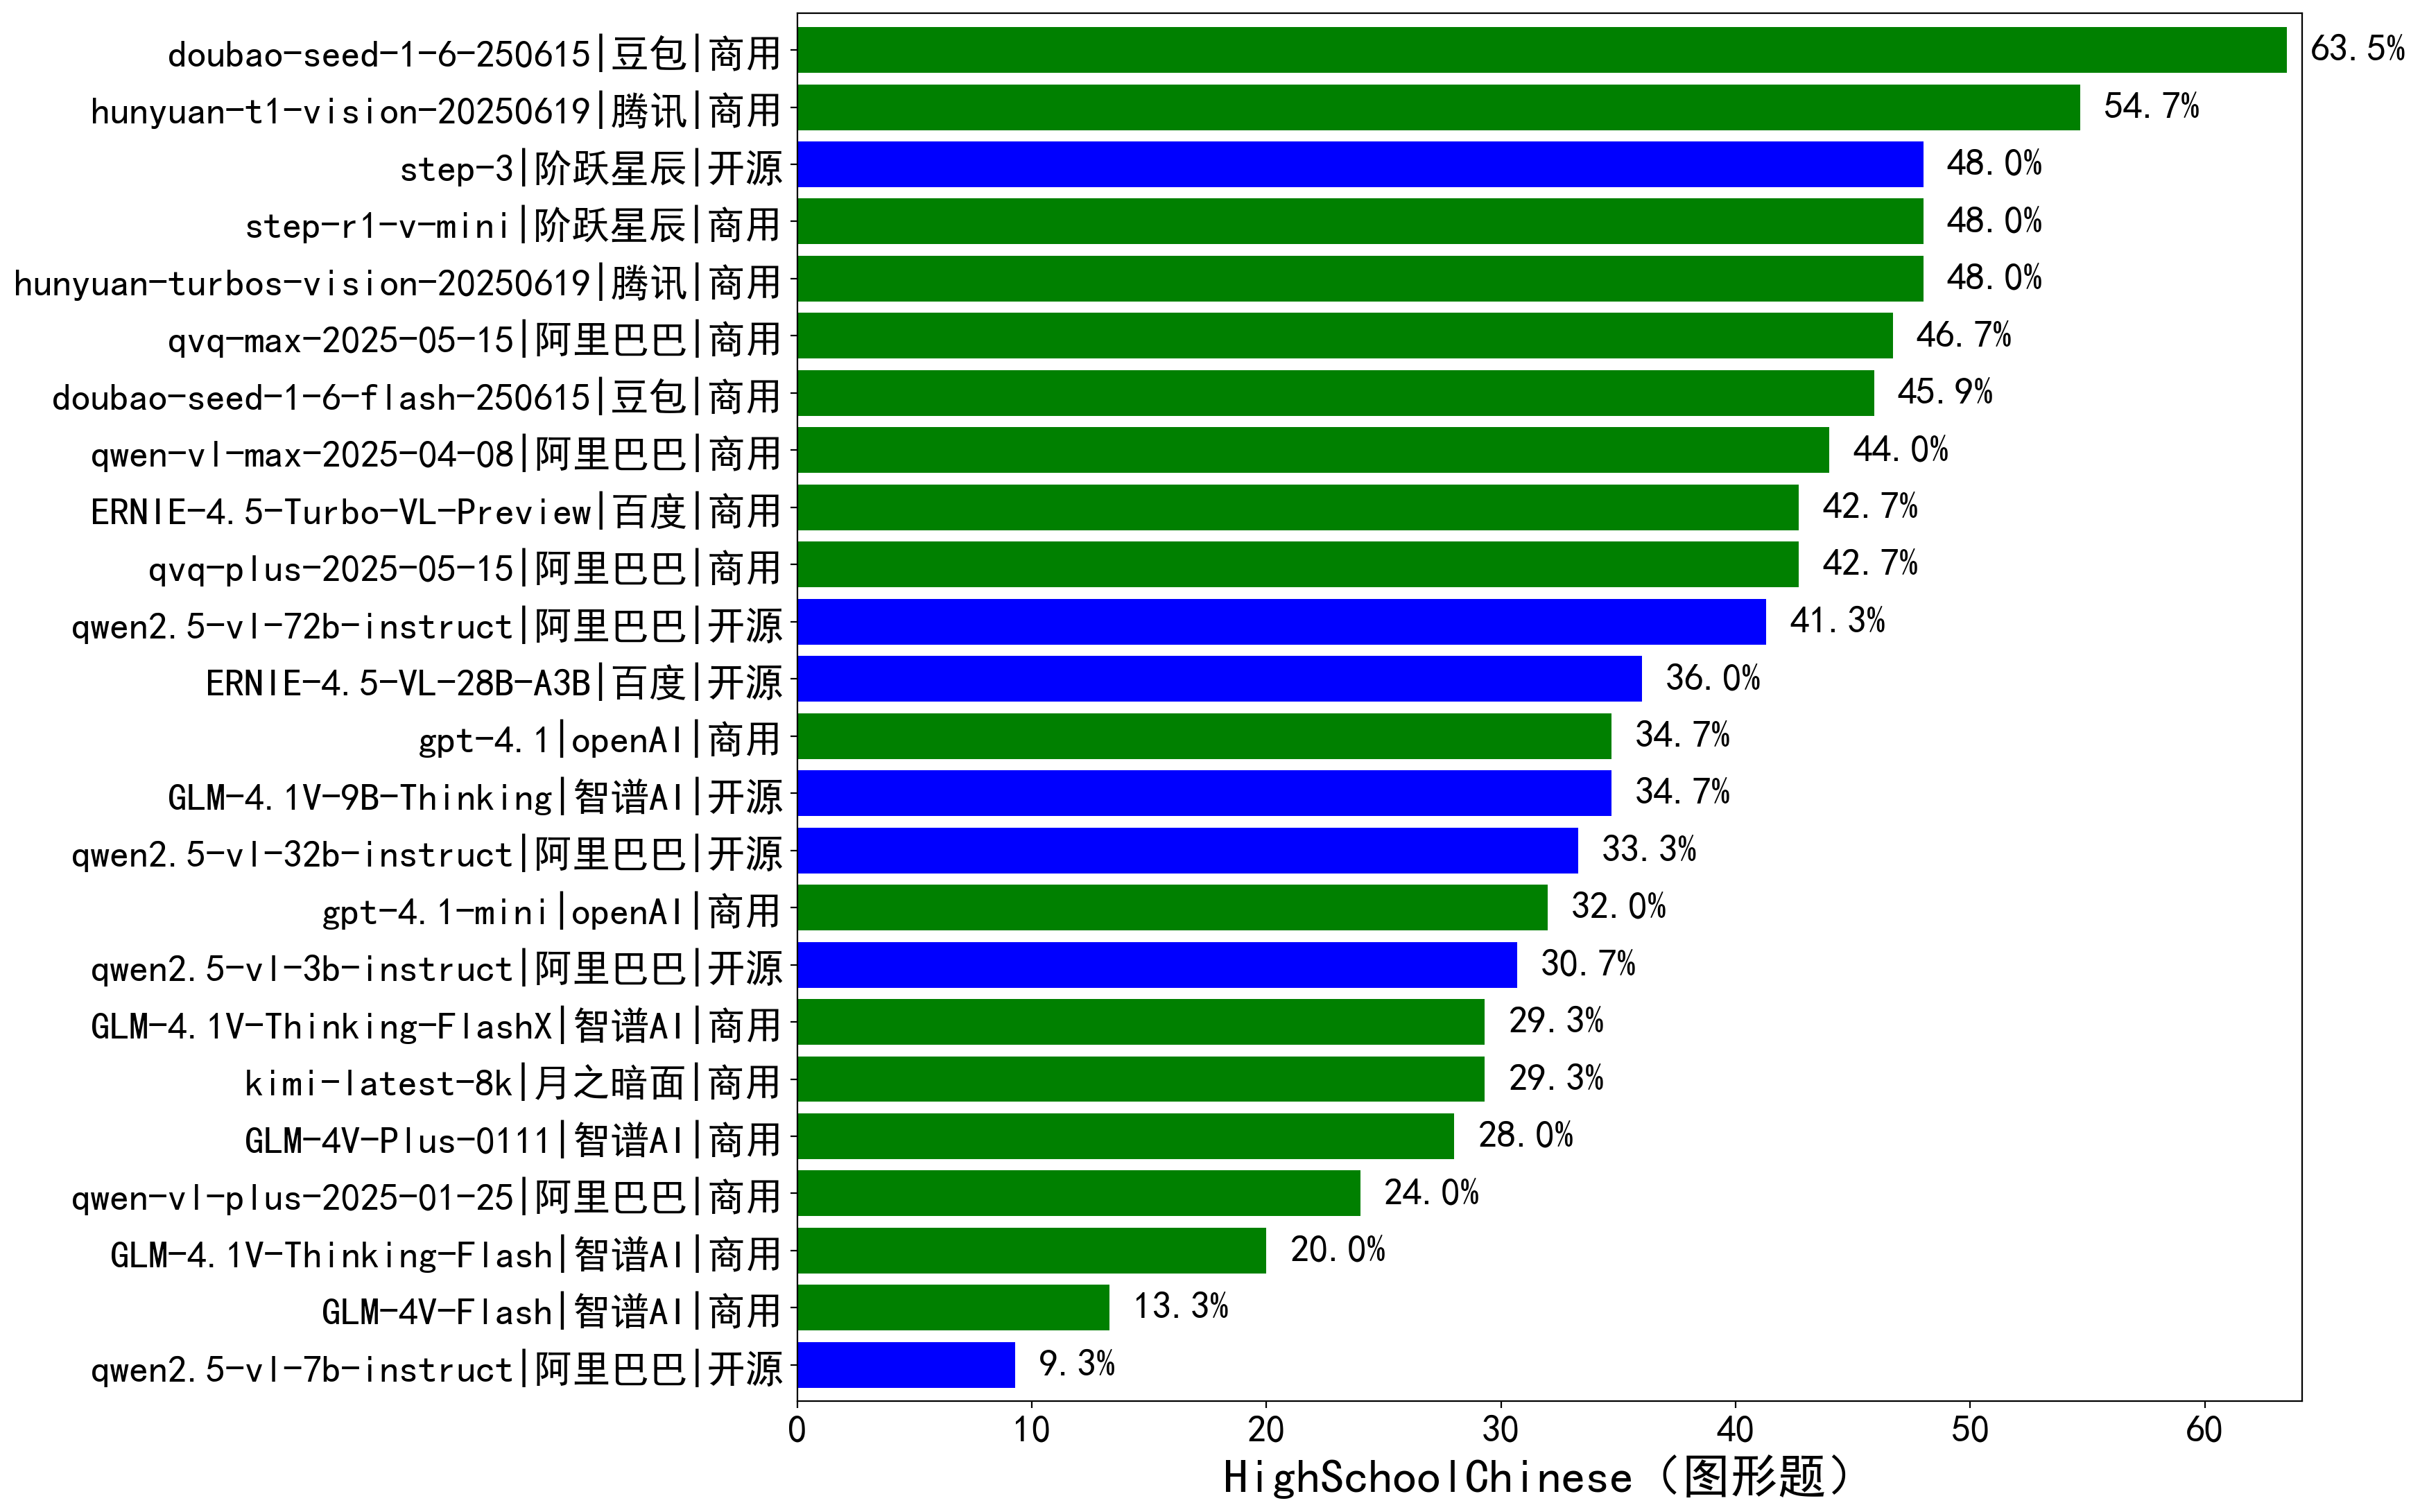 doubao-seed-1-6-250615|豆包|商用 63.5%
hunyuan-t1-vision-20250619|腾讯|商用 54.7%
step-3|阶跃星辰|开源 48.0%
step-r1-v-mini|阶跃星辰|商用 48.0%
hunyuan-turbos-vision-20250619|腾讯|商用 48.0%
qvq-max-2025-05-15|阿里巴巴|商用 46.7%
doubao-seed-1-6-flash-250615|豆包|商用 45.9%
qwen-vl-max-2025-04-08|阿里巴巴|商用 44.0%
ERNIE-4.5-Turbo-VL-Preview|百度|商用 42.7%
qvq-plus-2025-05-15|阿里巴巴|商用 42.7%
qwen2.5-vl-72b-instruct|阿里巴巴|开源 41.3%
ERNIE-4.5-VL-28B-A3B|百度|开源 36.0%
gpt-4.1|openAI|商用 34.7%
GLM-4.1V-9B-Thinking|智谱AI|开源 34.7%
qwen2.5-vl-32b-instruct|阿里巴巴|开源 33.3%
gpt-4.1-mini|openAI|商用 32.0%
qwen2.5-vl-3b-instruct|阿里巴巴|开源 30.7%
GLM-4.1V-Thinking-FlashX|智谱AI|商用 29.3%
kimi-latest-8k|月之暗面|商用 29.3%
GLM-4V-Plus-0111|智谱AI|商用 28.0%
qwen-vl-plus-2025-01-25|阿里巴巴|商用 24.0%
GLM-4.1V-Thinking-Flash|智谱AI|商用 20.0%
GLM-4V-Flash|智谱AI|商用 13.3%
qwen2.5-vl-7b-instruct|阿里巴巴|开源 9.3%
0 10 20 30 40 50 60
HighSchoolChinese（图形题）